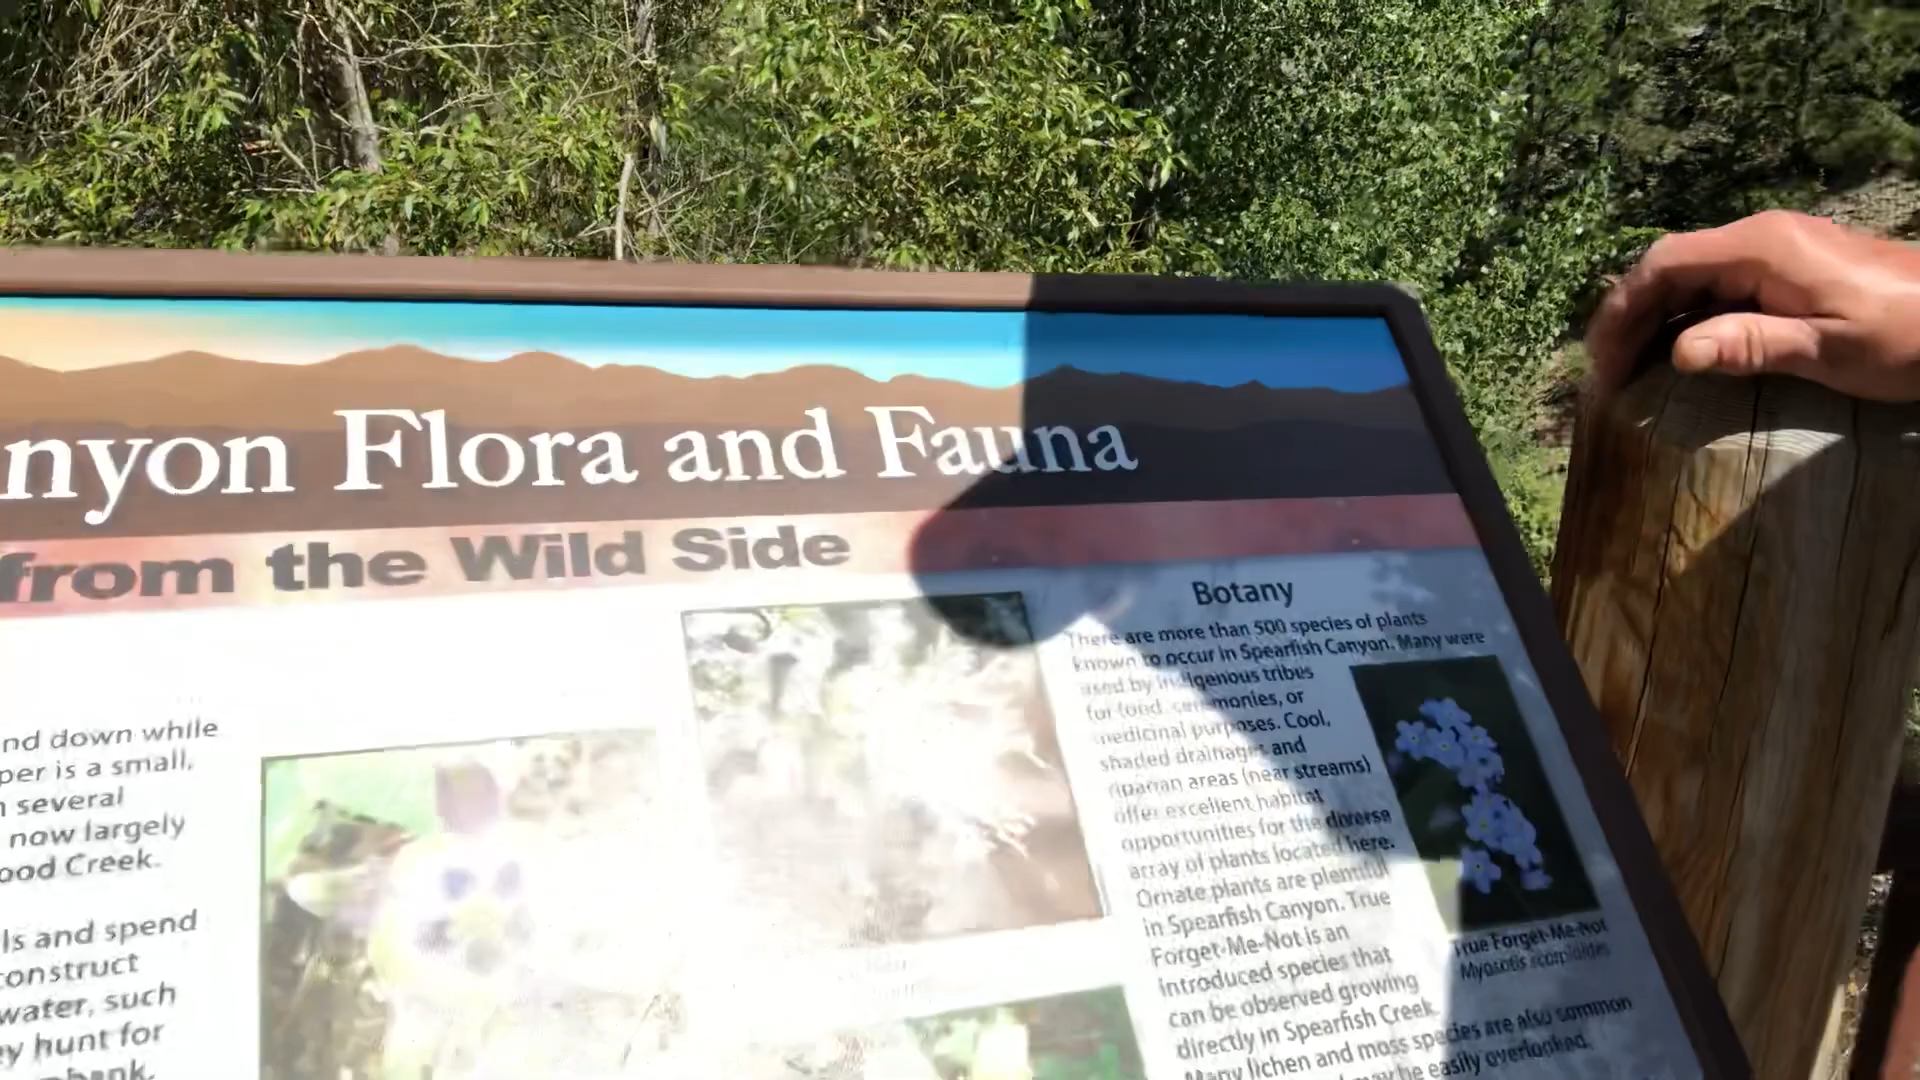 nyon Flora and Fauna
from the Wild Side
nd down while
per is a small,
several
now largely
ood Creek.
ls and spend
construct
water, such
ey hunt for
bank.
Botany
There are more than 500 species of plants
known to occur in Spearfish Canyon. Many were
used by indigenous tribes
for food, ceremonies, or
medicinal purposes. Cool,
shaded drainages and
riparian areas (near streams)
offer excellent habitat
opportunities for the diverse
array of plants located here.
Ornate plants are plentiful
in Spearfish Canyon. True
Forget-Me-Not is an
introduced species that
can be observed growing
directly in Spearfish Creek.
Many lichen and moss species are also common
may be easily overlooked.
True Forget-Me-Not
Myosotis scorpioides